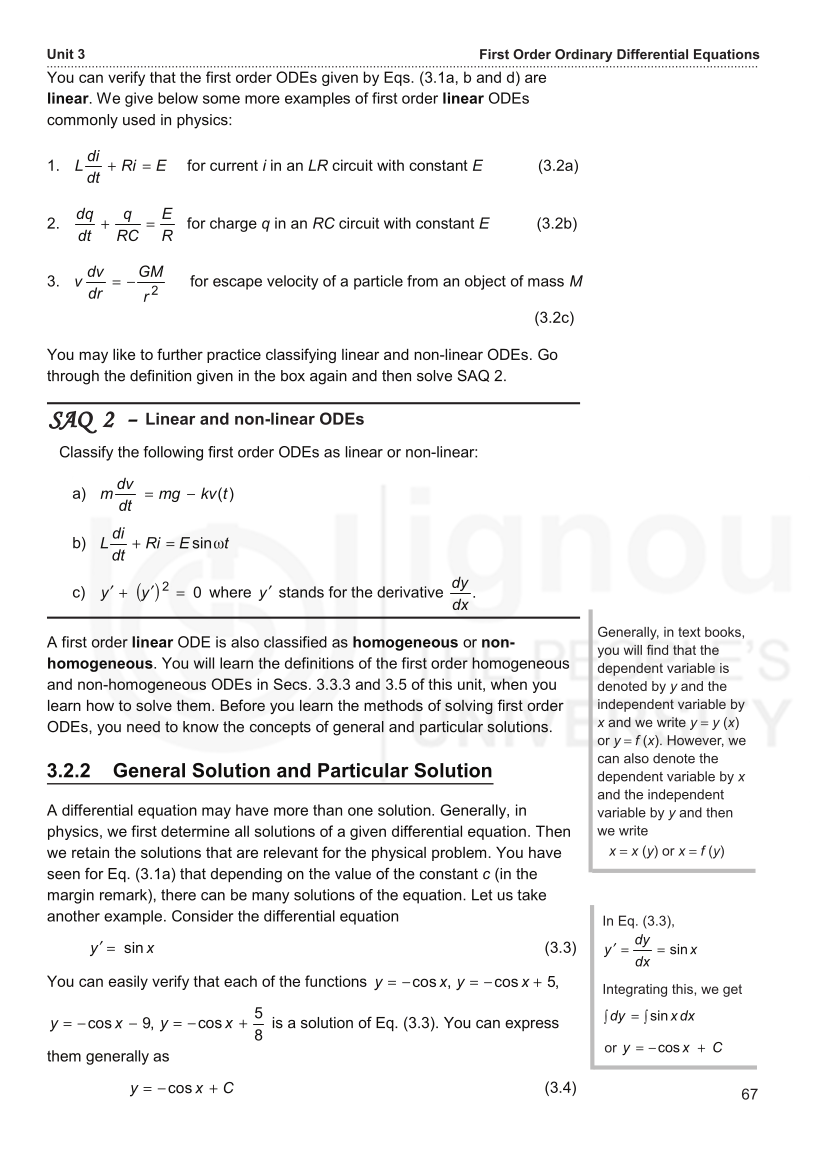 Unit 3 First Order Ordinary Differential Equations
You can verify that the first order ODEs given by Eqs. (3.1a, b and d) are
linear. We give below some more examples of first order linear ODEs
commonly used in physics:
1. L di/dt + Ri = E for current i in an LR circuit with constant E (3.2a)
2. dq/dt + q/RC = E/R for charge q in an RC circuit with constant E (3.2b)
3. v dv/dr = − GM/r² for escape velocity of a particle from an object of mass M
(3.2c)
You may like to further practice classifying linear and non-linear ODEs. Go
through the definition given in the box again and then solve SAQ 2.
SAQ 2 – Linear and non-linear ODEs
Classify the following first order ODEs as linear or non-linear:
a) m dv/dt = mg − kv(t)
b) L di/dt + Ri = E sin ωt
c) y′ + (y′)² = 0 where y′ stands for the derivative dy/dx.
A first order linear ODE is also classified as homogeneous or non-
homogeneous. You will learn the definitions of the first order homogeneous
and non-homogeneous ODEs in Secs. 3.3.3 and 3.5 of this unit, when you
learn how to solve them. Before you learn the methods of solving first order
ODEs, you need to know the concepts of general and particular solutions.
3.2.2 General Solution and Particular Solution
A differential equation may have more than one solution. Generally, in
physics, we first determine all solutions of a given differential equation. Then
we retain the solutions that are relevant for the physical problem. You have
seen for Eq. (3.1a) that depending on the value of the constant c (in the
margin remark), there can be many solutions of the equation. Let us take
another example. Consider the differential equation
y′ = sin x (3.3)
You can easily verify that each of the functions y = − cos x, y = − cos x + 5,
y = − cos x − 9, y = − cos x + 5/8 is a solution of Eq. (3.3). You can express
them generally as
y = − cos x + C (3.4)
Generally, in text books,
you will find that the
dependent variable is
denoted by y and the
independent variable by
x and we write y = y (x)
or y = f (x). However, we
can also denote the
dependent variable by x
and the independent
variable by y and then
we write
x = x (y) or x = f (y)
In Eq. (3.3),
y′ = dy/dx = sin x
Integrating this, we get
∫ dy = ∫ sin x dx
or y = − cos x + C
67
ignou
THE PEOPLE'S
UNIVERSITY